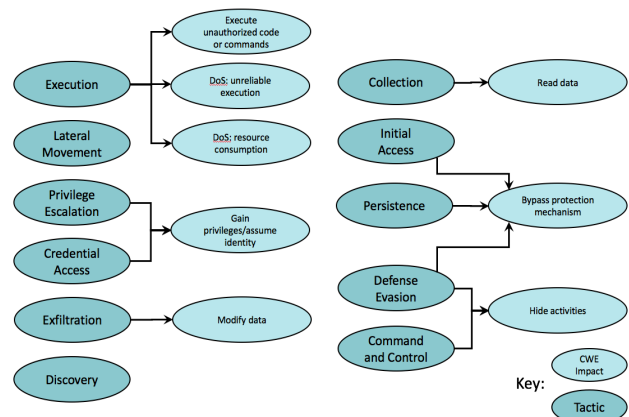 Execute
unauthorized code
or commands
Execution
DoS: unreliable
execution
Lateral
Movement
DoS: resource
consumption
Privilege
Escalation
Gain
privileges/assume
identity
Credential
Access
Exfiltration
Modify data
Discovery
Collection
Read data
Initial
Access
Persistence
Bypass protection
mechanism
Defense
Evasion
Hide activities
Command
and Control
Key:
CWE
Impact
Tactic